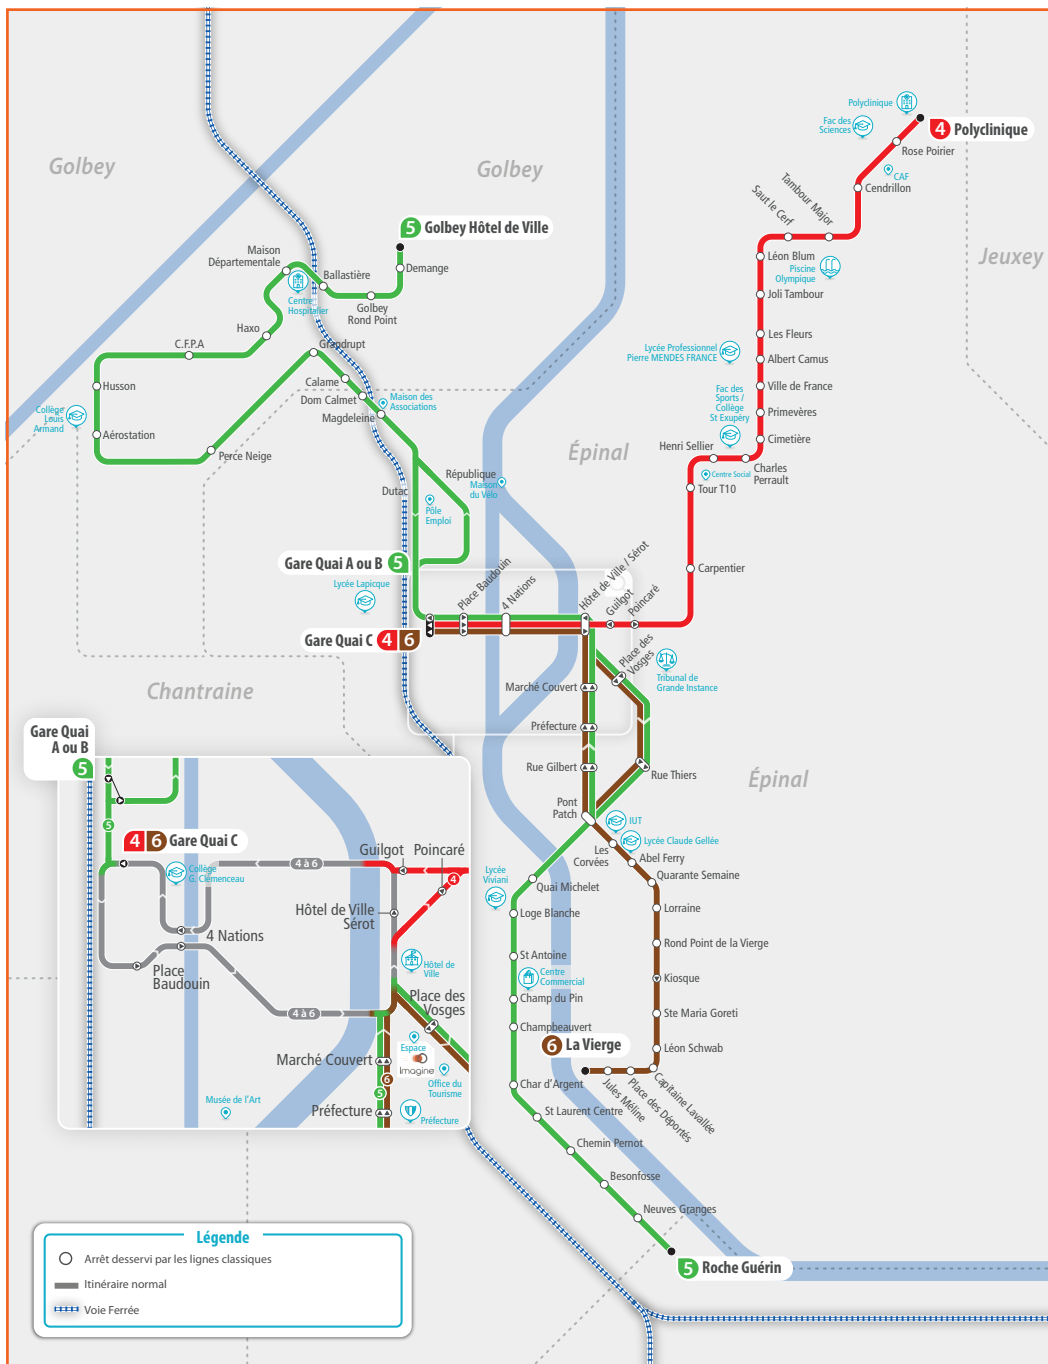 Polyclinique
Fac des
Sciences
4 Polyclinique
Rose Poirier
CAF
Cendrillon
Golbey
Golbey
Jeuxey
Tambour Major
Saut le Cerf
5 Golbey Hôtel de Ville
Maison
Départementale
Ballastière
Demange
Centre
Hospitalier
Golbey
Rond Point
Léon Blum
Piscine
Olympique
Joli Tambour
Haxo
C.F.P.A
Grandrupt
Les Fleurs
Lycée Professionnel
Pierre MENDES FRANCE
Albert Camus
Husson
Calame
Dom Calmet
Maison des
Associations
Magdeleine
Ville de France
Fac des
Sports /
Collège
St Exupéry
Primevères
Collège
Louis
Armand
Aérostation
Cimetière
Perce Neige
Épinal
Henri Sellier
Centre Social
Charles
Perrault
République
Maison
du Vélo
Tour T10
Dutac
Pôle
Emploi
Gare Quai A ou B 5
Lycée Lapicque
Carpentier
Place Baudouin
4 Nations
Hôtel de Ville / Sérot
Guilgot
Poincaré
Gare Quai C 4 6
Place des
Vosges
Tribunal de
Grande Instance
Chantraine
Marché Couvert
Préfecture
Rue Gilbert
Rue Thiers
Épinal
Pont
Patch
IUT
Lycée Claude Gellée
Les
Corvées
Abel Ferry
Quarante Semaine
Lycée
Viviani
Quai Michelet
Loge Blanche
Lorraine
St Antoine
Rond Point de la Vierge
Centre
Commercial
Kiosque
Champ du Pin
Ste Maria Goreti
Champbeauvert
6 La Vierge
Léon Schwab
Char d'Argent
Jules Méline
Place des Déportés
Capitaine Lavallée
St Laurent Centre
Chemin Pernot
Besonfosse
Neuves Granges
5 Roche Guérin
Gare Quai
A ou B
5
5
4 6 Gare Quai C
4 à 6
Guilgot
Poincaré
4
Collège
G. Clémenceau
Hôtel de Ville
Sérot
4 Nations
Place
Baudouin
Hôtel de
Ville
Place des
Vosges
4 à 6
Espace
Imagine
Marché Couvert
6
5
Office du
Tourisme
Musée de l'Art
Préfecture
Préfecture
Légende
Arrêt desservi par les lignes classiques
Itinéraire normal
Voie Ferrée